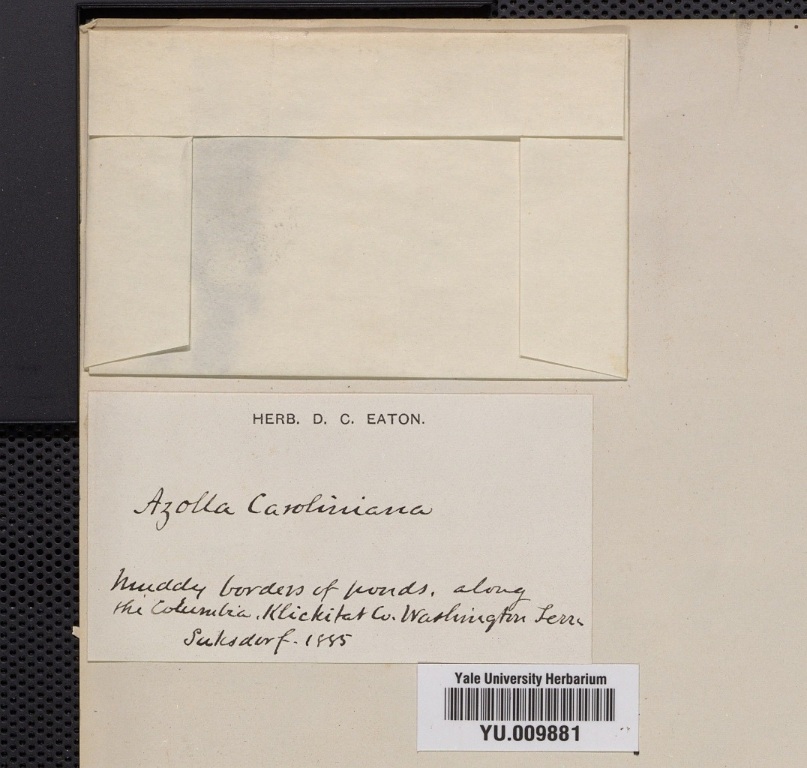 HERB. D. C. EATON.
Azolla Caroliniana
Muddy borders of ponds, along
the Columbia, Klickitat Co. Washington Terr.
Suksdorf. 1885
Yale University Herbarium
YU.009881